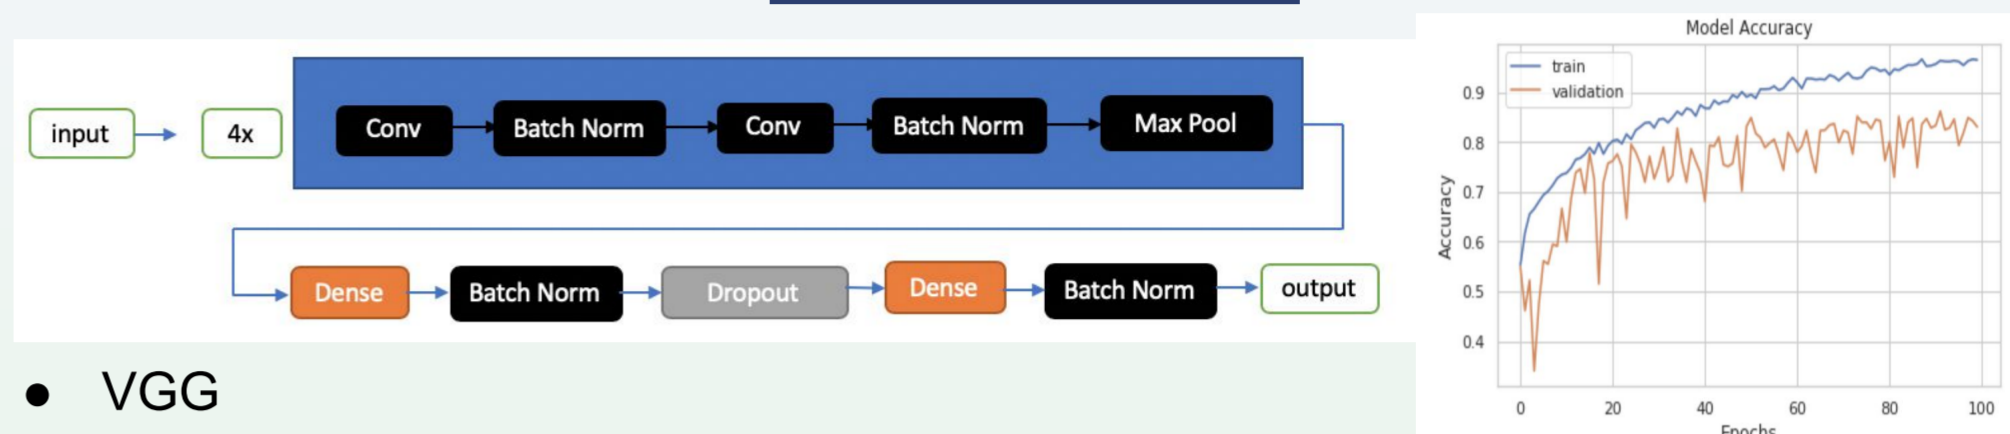 input
4x
Conv
Batch Norm
Conv
Batch Norm
Max Pool
Dense
Batch Norm
Dropout
Dense
Batch Norm
output
● VGG
Model Accuracy
train
validation
Accuracy
0.9
0.8
0.7
0.6
0.5
0.4
0 20 40 60 80 100
Epochs